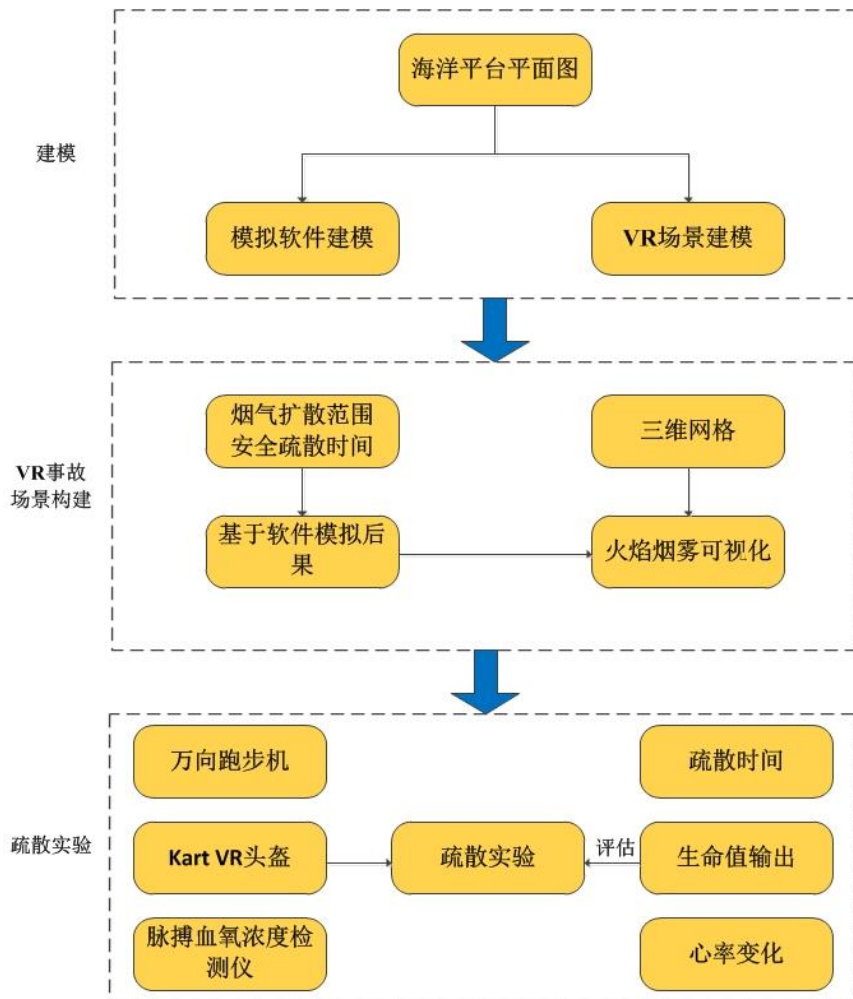 海洋平台平面图
建模
模拟软件建模
VR场景建模
烟气扩散范围
安全疏散时间
三维网格
VR事故
场景构建
基于软件模拟后
果
火焰烟雾可视化
万向跑步机
疏散时间
疏散实验
Kart VR头盔
疏散实验
评估
生命值输出
脉搏血氧浓度检
测仪
心率变化